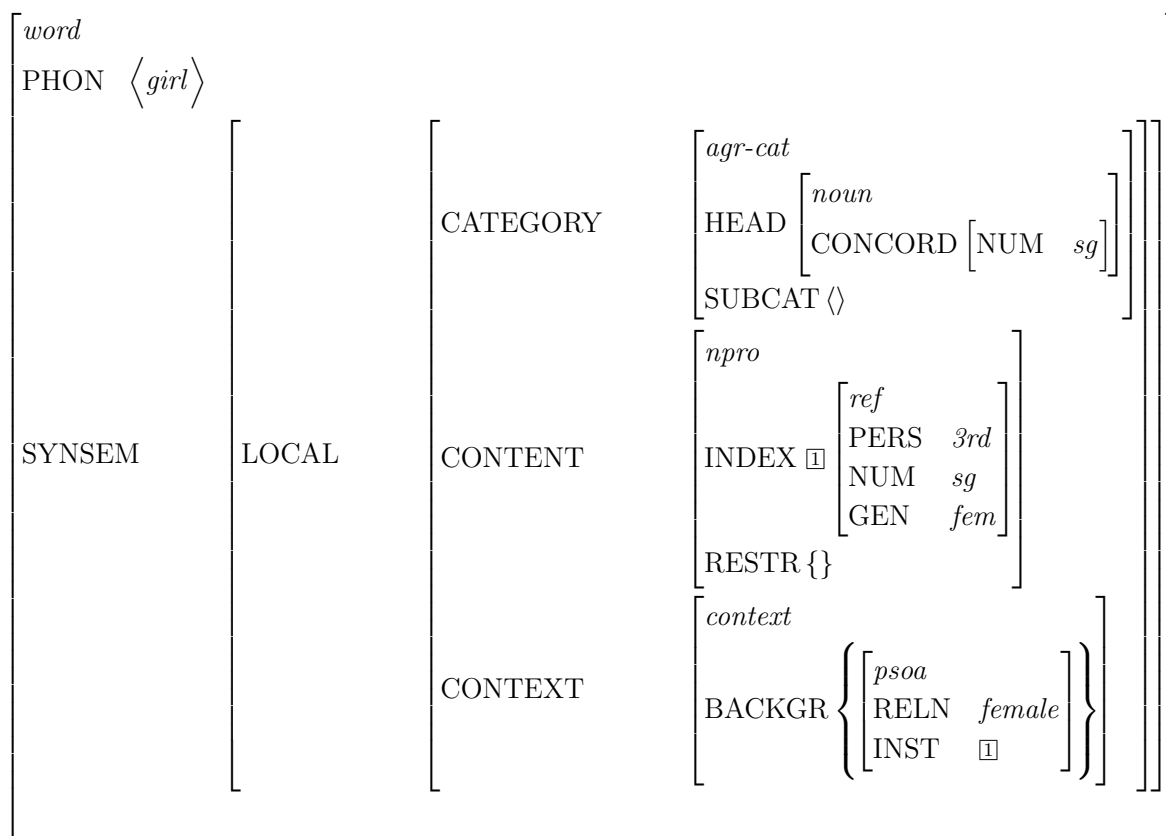 word
PHON ⟨girl⟩
agr-cat
noun
CATEGORY HEAD
CONCORD [NUM sg]
SUBCAT ⟨⟩
npro
ref
PERS 3rd
SYNSEM LOCAL CONTENT INDEX 1
NUM sg
GEN fem
RESTR {}
context
psoa
CONTEXT BACKGR { RELN female }
INST 1